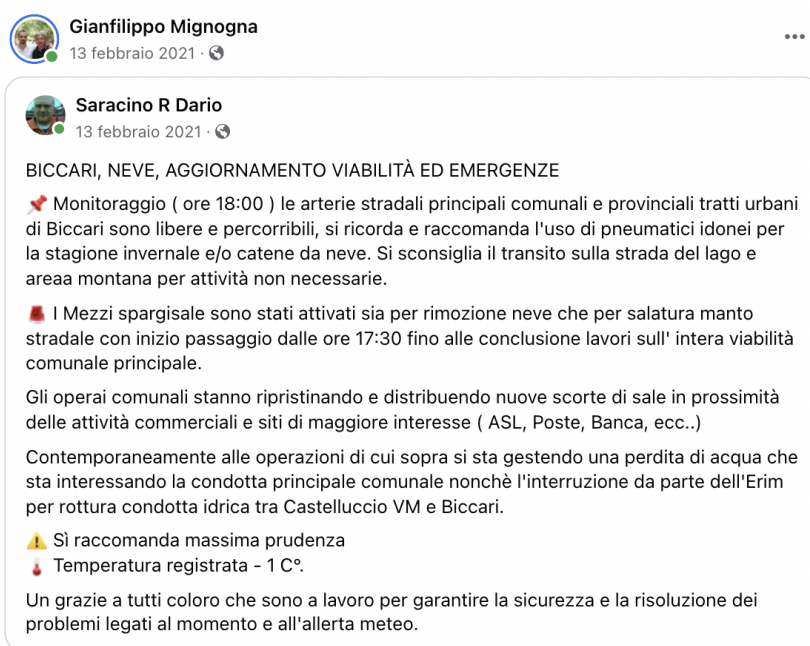 Gianfilippo Mignogna
13 febbraio 2021 ·
Saracino R Dario
13 febbraio 2021 ·
BICCARI, NEVE, AGGIORNAMENTO VIABILITÀ ED EMERGENZE
📌 Monitoraggio ( ore 18:00 ) le arterie stradali principali comunali e provinciali tratti urbani
di Biccari sono libere e percorribili, si ricorda e raccomanda l'uso di pneumatici idonei per
la stagione invernale e/o catene da neve. Si sconsiglia il transito sulla strada del lago e
areaa montana per attività non necessarie.
🚨 I Mezzi spargisale sono stati attivati sia per rimozione neve che per salatura manto
stradale con inizio passaggio dalle ore 17:30 fino alle conclusione lavori sull' intera viabilità
comunale principale.
Gli operai comunali stanno ripristinando e distribuendo nuove scorte di sale in prossimità
delle attività commerciali e siti di maggiore interesse ( ASL, Poste, Banca, ecc..)
Contemporaneamente alle operazioni di cui sopra si sta gestendo una perdita di acqua che
sta interessando la condotta principale comunale nonchè l'interruzione da parte dell'Erim
per rottura condotta idrica tra Castelluccio VM e Biccari.
⚠️ Sì raccomanda massima prudenza
🌡️ Temperatura registrata - 1 C°.
Un grazie a tutti coloro che sono a lavoro per garantire la sicurezza e la risoluzione dei
problemi legati al momento e all'allerta meteo.